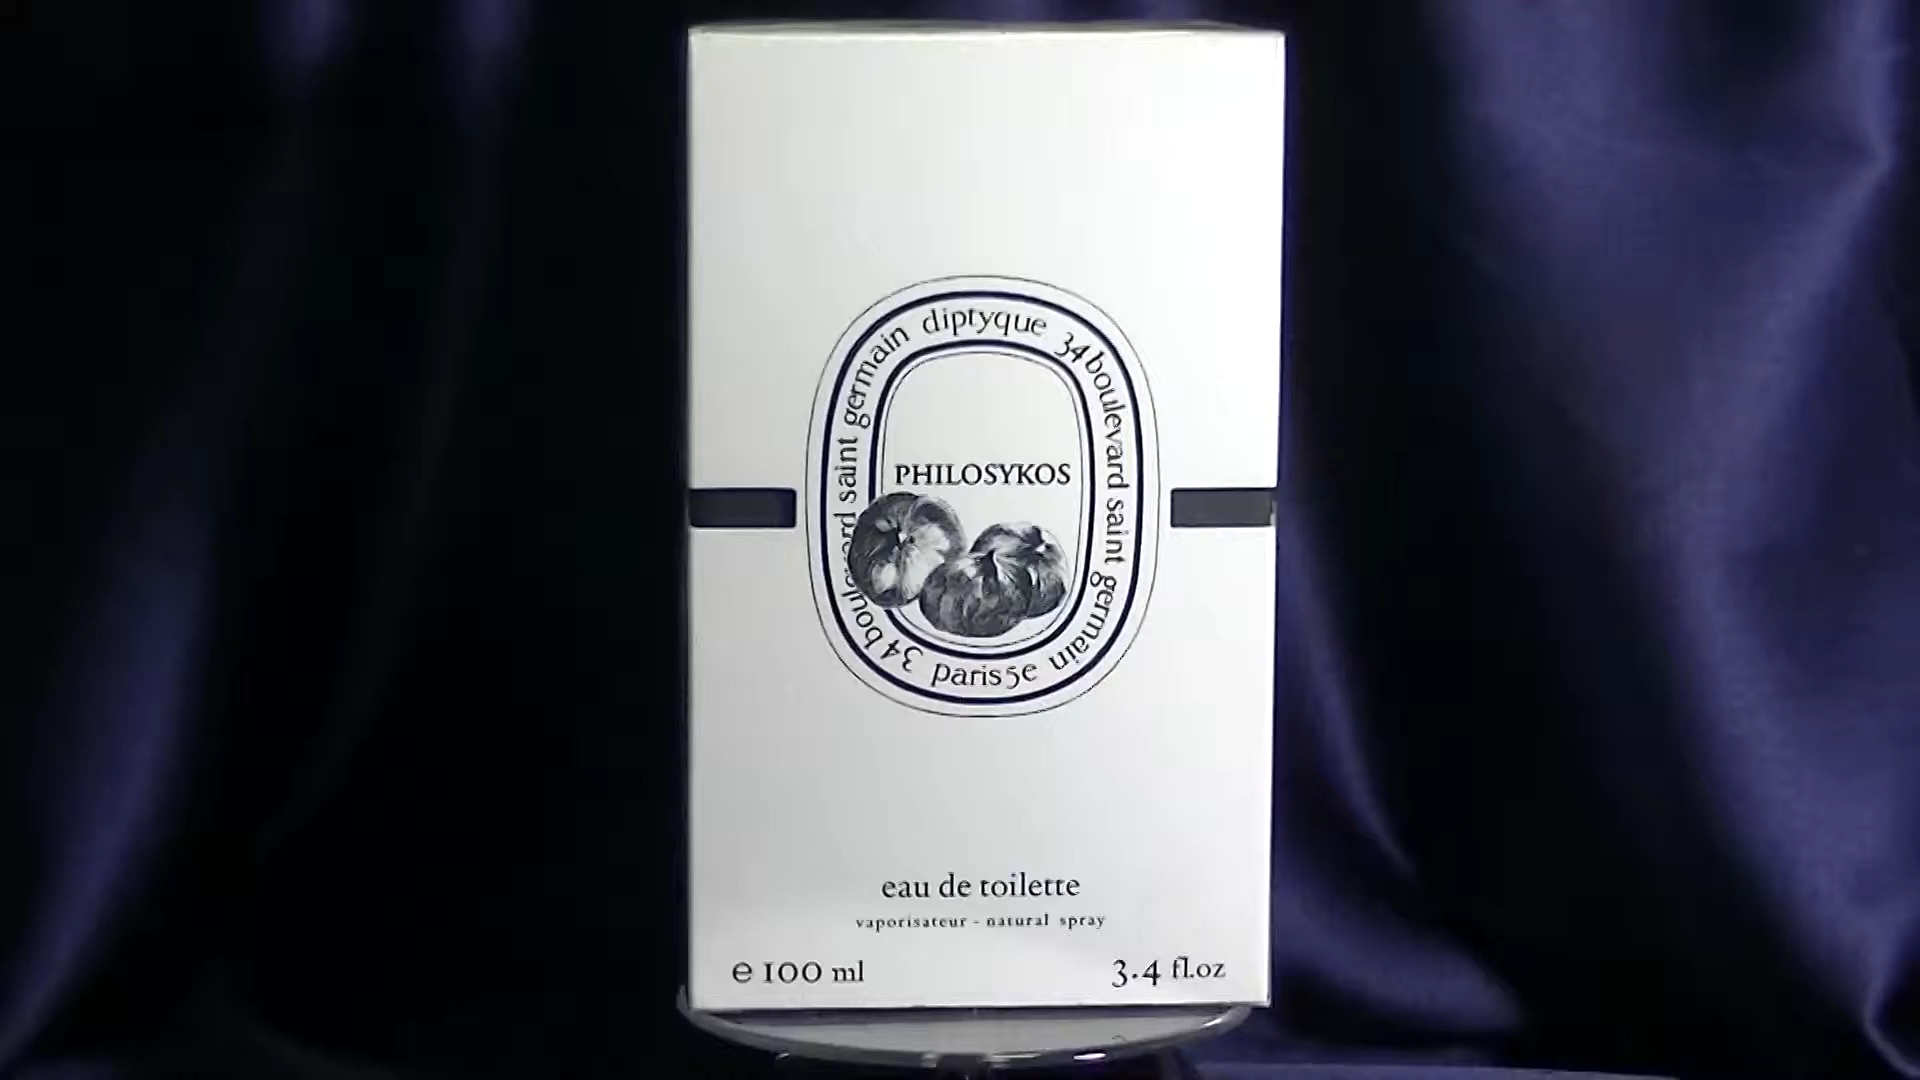 diptyque 34 boulevard saint germain paris 5e 34 saint germain
PHILOSYKOS
eau de toilette
vaporisateur - natural spray
e 100 ml
3.4 fl.oz